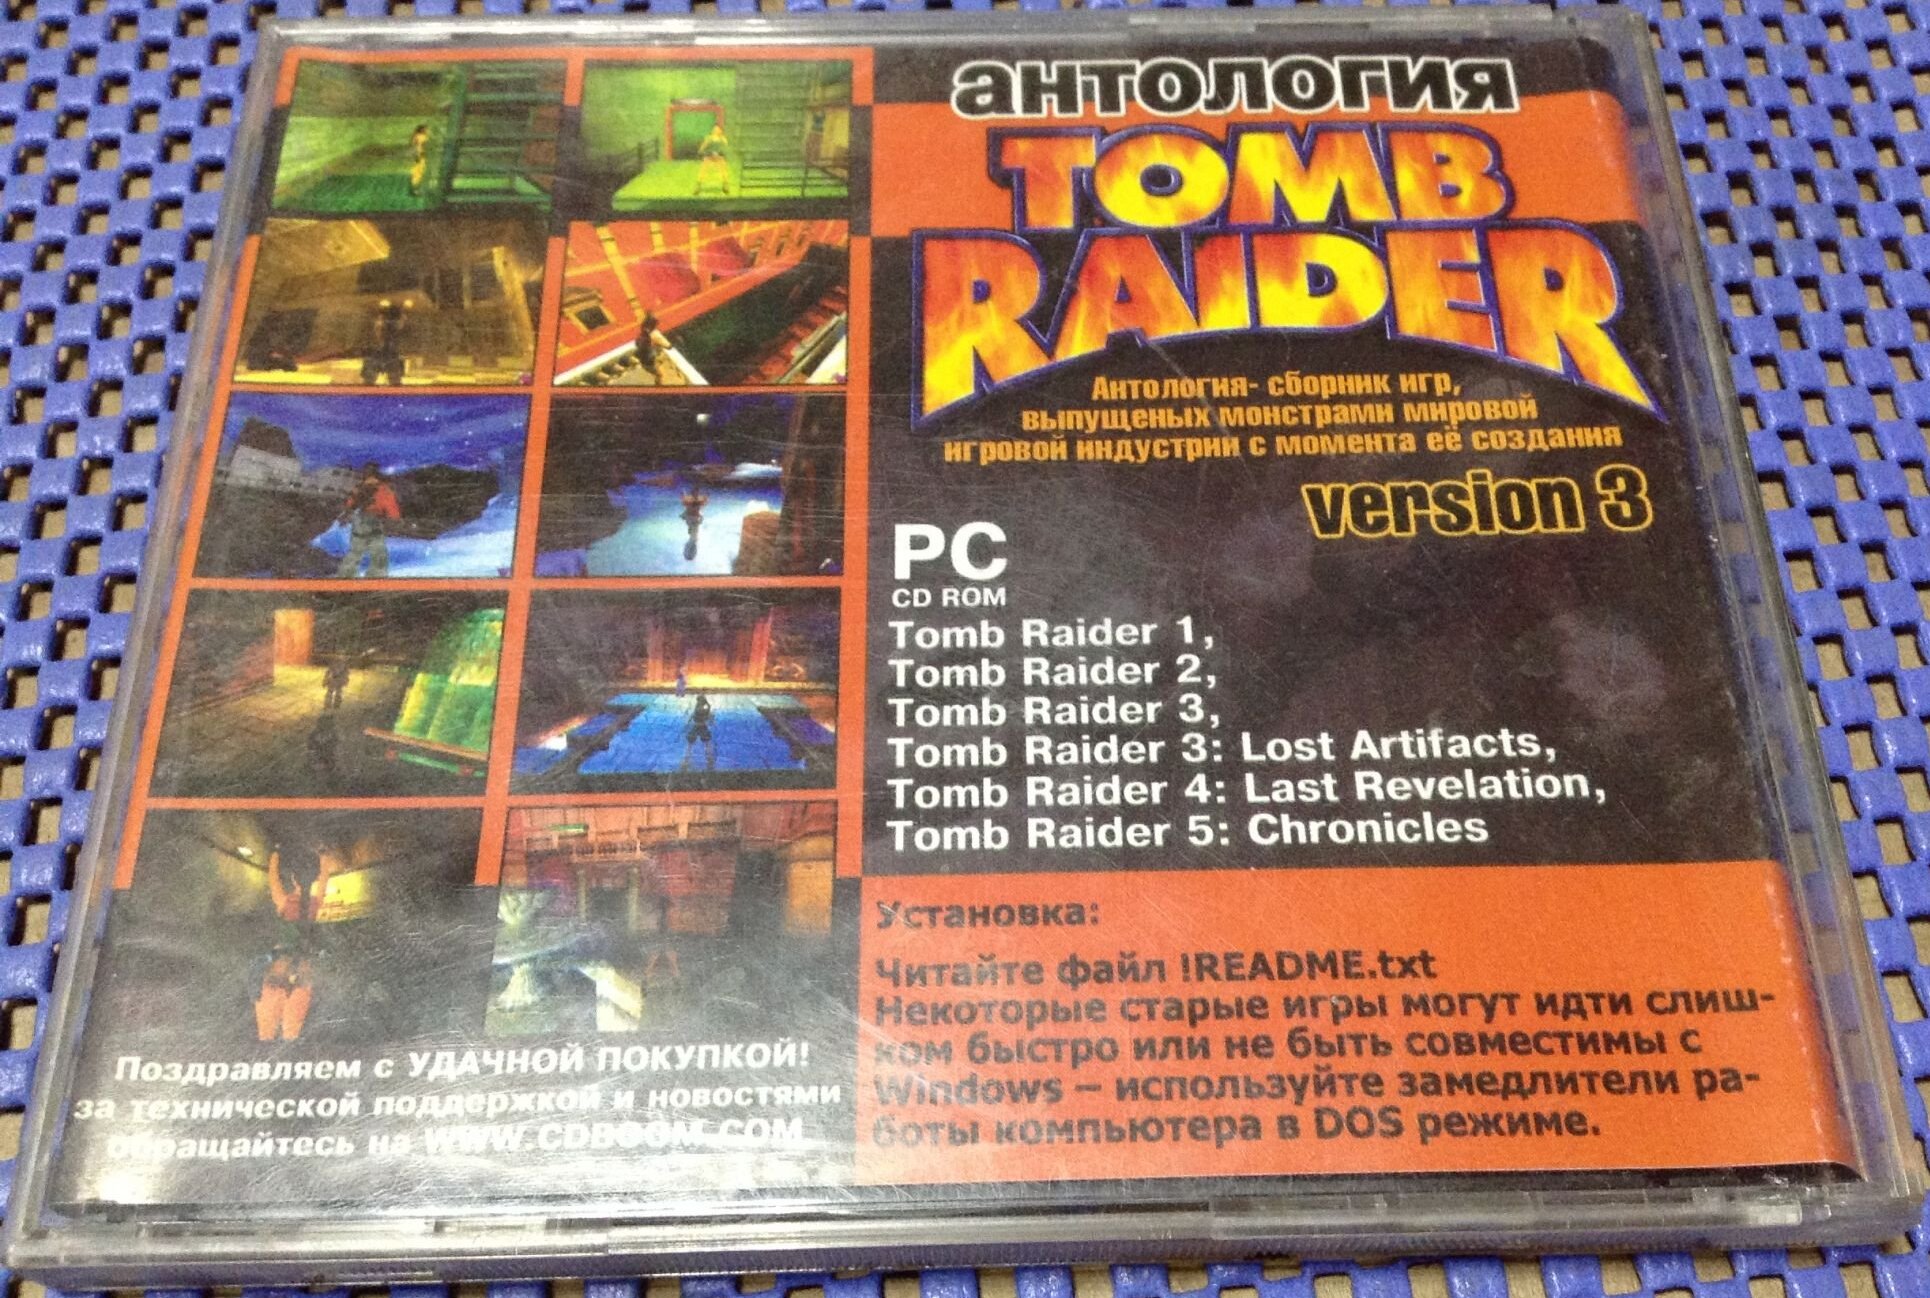 антология
TOMB
RAIDER
Антология- сборник игр,
выпущеных монстрами мировой
игровой индустрии с момента её создания
version 3
PC
CD ROM
Tomb Raider 1,
Tomb Raider 2,
Tomb Raider 3,
Tomb Raider 3: Lost Artifacts,
Tomb Raider 4: Last Revelation,
Tomb Raider 5: Chronicles
Установка:
Читайте файл !README.txt
Некоторые старые игры могут идти слиш-
ком быстро или не быть совместимы с
Windows – используйте замедлители ра-
боты компьютера в DOS режиме.
Поздравляем с УДАЧНОЙ ПОКУПКОЙ!
за технической поддержкой и новостями
обращайтесь на WWW.CDBOOM.COM